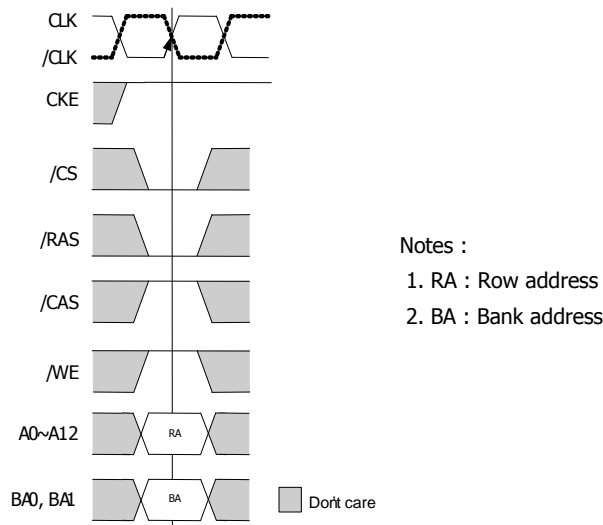 CLK
/CLK
CKE
/CS
/RAS
/CAS
/WE
A0~A12
RA
BA0, BA1
BA
Don't care
Notes :
1. RA : Row address
2. BA : Bank address